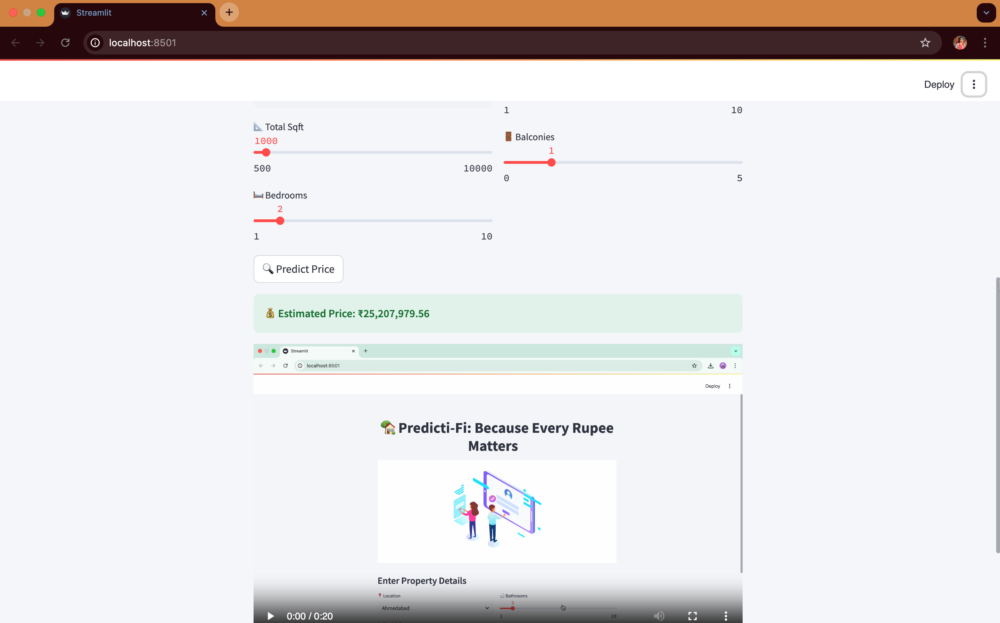 Streamlit
localhost:8501
Deploy
1 10
Total Sqft
1000
500 10000
Balconies
1
0 5
Bedrooms
2
1 10
Predict Price
Estimated Price: ₹25,207,979.56
Streamlit
localhost:8501
Deploy
Predicti-Fi: Because Every Rupee
Matters
Enter Property Details
Location
Ahmedabad
Bathrooms
2
1 10
0:00 / 0:20